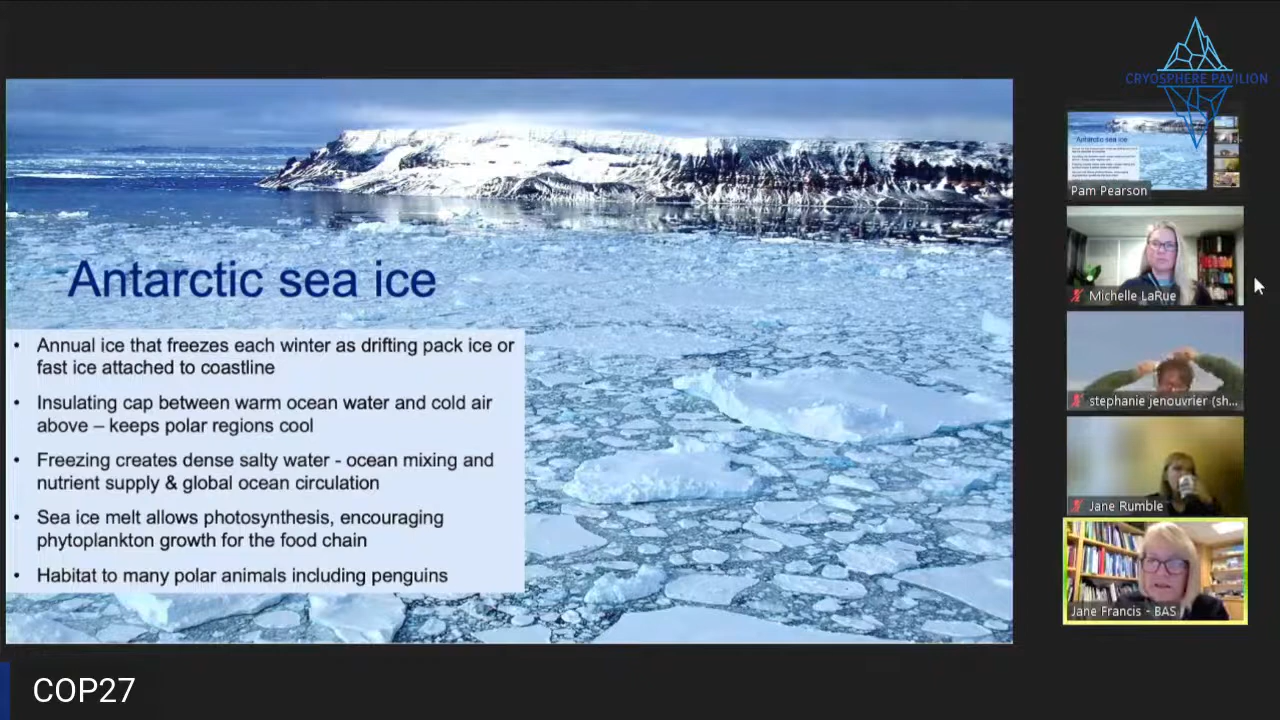 CRYOSPHERE PAVILION
Antarctic sea ice
• Annual ice that freezes each winter as drifting pack ice or
fast ice attached to coastline
• Insulating cap between warm ocean water and cold air
above – keeps polar regions cool
• Freezing creates dense salty water - ocean mixing and
nutrient supply & global ocean circulation
• Sea ice melt allows photosynthesis, encouraging
phytoplankton growth for the food chain
• Habitat to many polar animals including penguins
Antarctic sea ice
Pam Pearson
Michelle LaRue
stephanie jenouvrier (sh...
Jane Rumble
Jane Francis - BAS
COP27